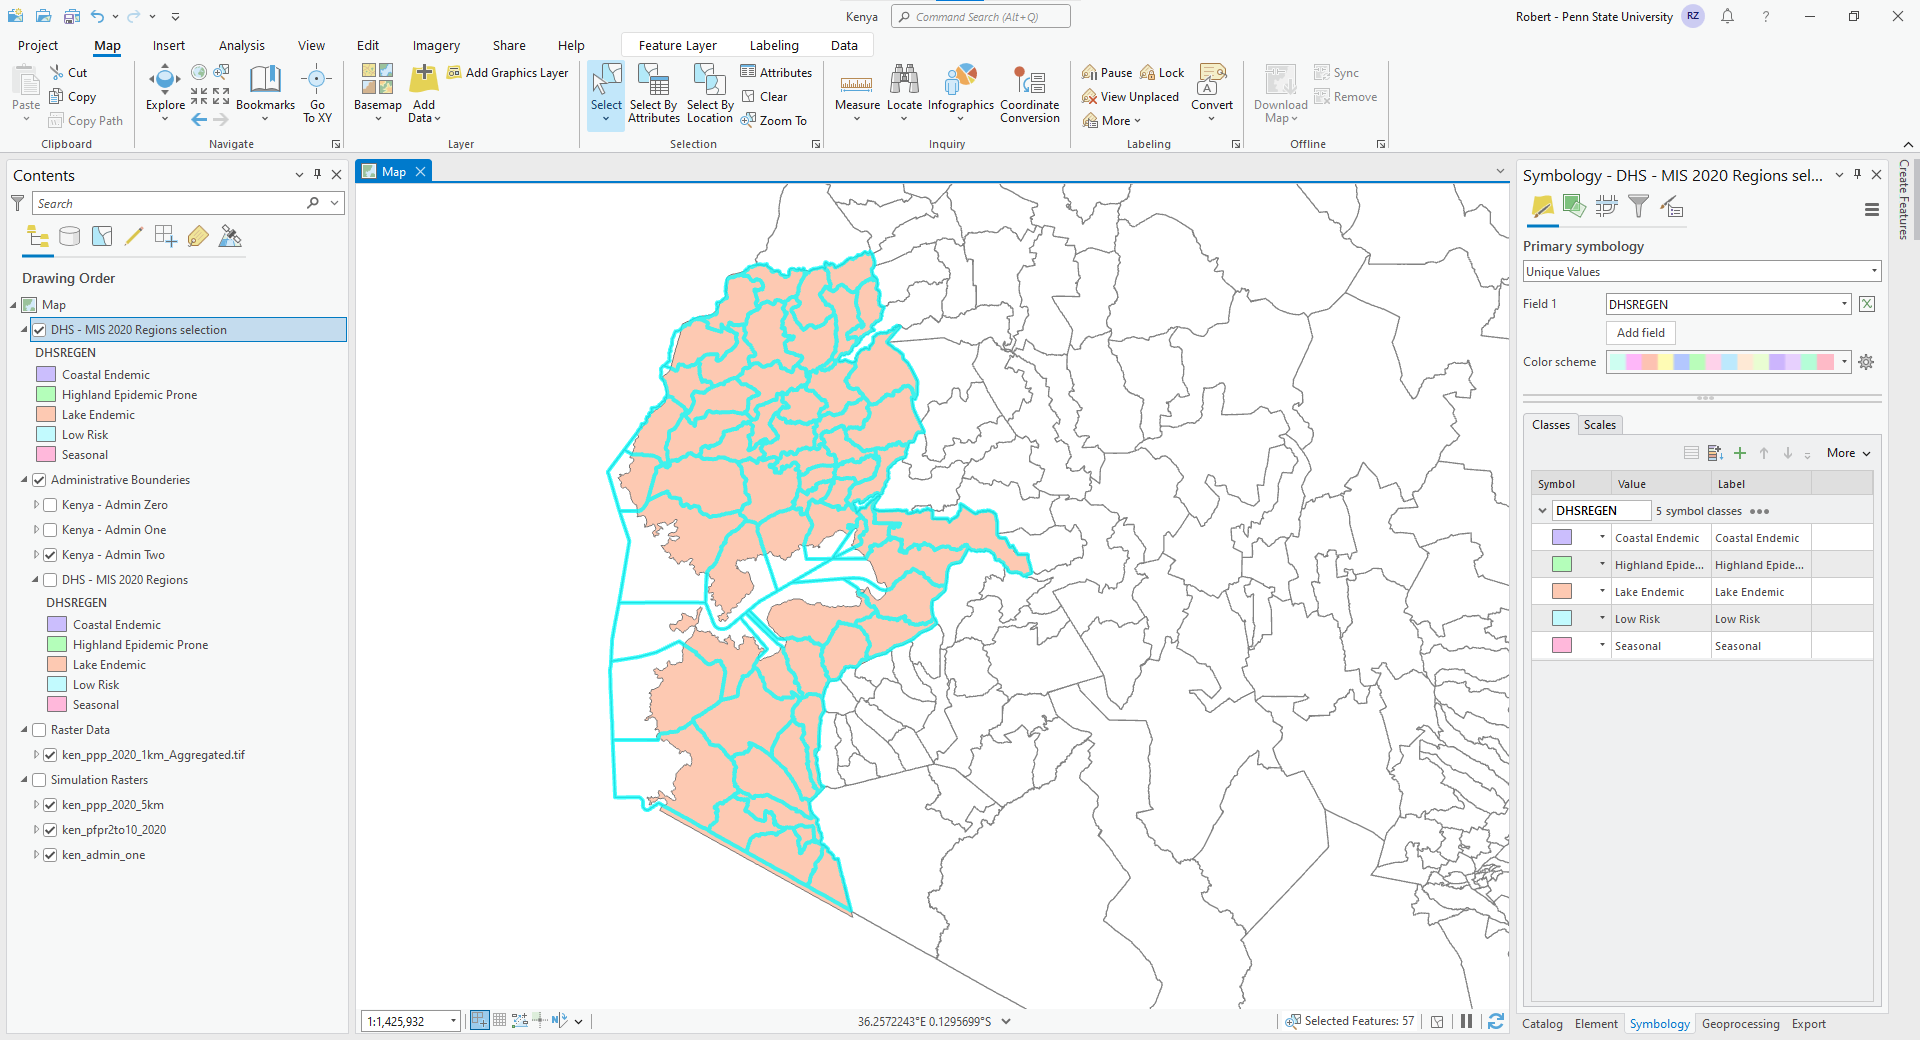 Kenya
Command Search (Alt+Q)
Robert - Penn State University
RZ
?
Project
Map
Insert
Analysis
View
Edit
Imagery
Share
Help
Feature Layer
Labeling
Data
Paste
Cut
Copy
Copy Path
Clipboard
Explore
Bookmarks
Go
To XY
Navigate
Basemap
Add
Data
Add Graphics Layer
Layer
Select
Select By
Attributes
Select By
Location
Attributes
Clear
Zoom To
Selection
Measure
Locate
Infographics
Coordinate
Conversion
Inquiry
Pause
Lock
View Unplaced
More
Convert
Labeling
Download
Map
Sync
Remove
Offline
Contents
Search
Drawing Order
Map
DHS - MIS 2020 Regions selection
DHSREGEN
Coastal Endemic
Highland Epidemic Prone
Lake Endemic
Low Risk
Seasonal
Administrative Bounderies
Kenya - Admin Zero
Kenya - Admin One
Kenya - Admin Two
DHS - MIS 2020 Regions
DHSREGEN
Coastal Endemic
Highland Epidemic Prone
Lake Endemic
Low Risk
Seasonal
Raster Data
ken_ppp_2020_1km_Aggregated.tif
Simulation Rasters
ken_ppp_2020_5km
ken_pfpr2to10_2020
ken_admin_one
Map
1:1,425,932
36.2572243°E 0.1295699°S
Selected Features: 57
Symbology - DHS - MIS 2020 Regions sel...
Primary symbology
Unique Values
Field 1
DHSREGEN
Add field
Color scheme
Classes
Scales
More
Symbol Value Label
DHSREGEN 5 symbol classes
Coastal Endemic Coastal Endemic
Highland Epide... Highland Epide...
Lake Endemic Lake Endemic
Low Risk Low Risk
Seasonal Seasonal
Catalog
Element
Symbology
Geoprocessing
Export
Create Features